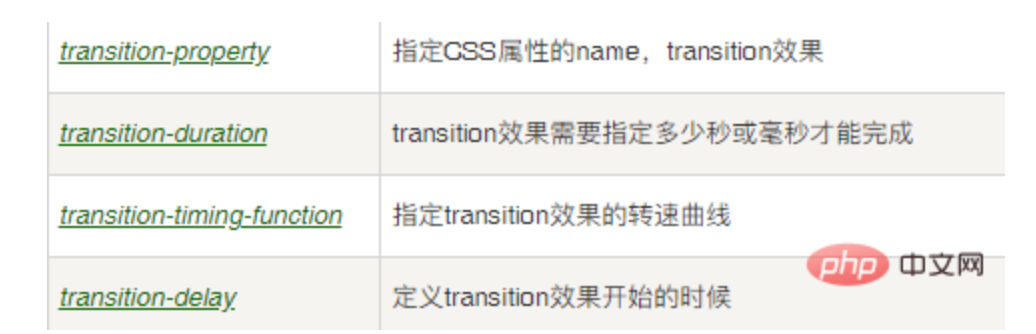 transition-property 指定CSS属性的name，transition效果
transition-duration transition效果需要指定多少秒或毫秒才能完成
transition-timing-function 指定transition效果的转速曲线
php 中文网
transition-delay 定义transition效果开始的时候